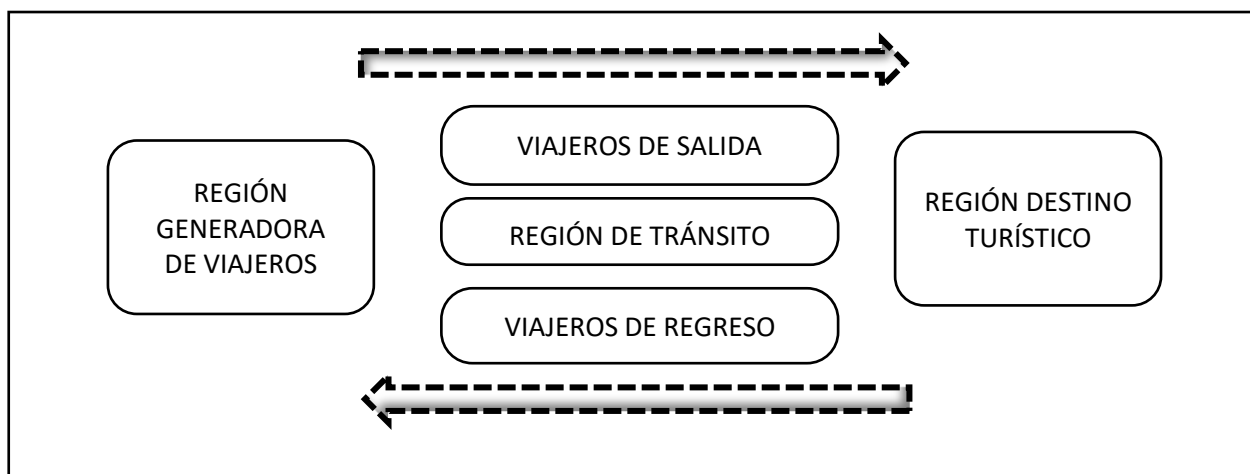 REGIÓN
GENERADORA
DE VIAJEROS
VIAJEROS DE SALIDA
REGIÓN DE TRÁNSITO
VIAJEROS DE REGRESO
REGIÓN DESTINO
TURÍSTICO